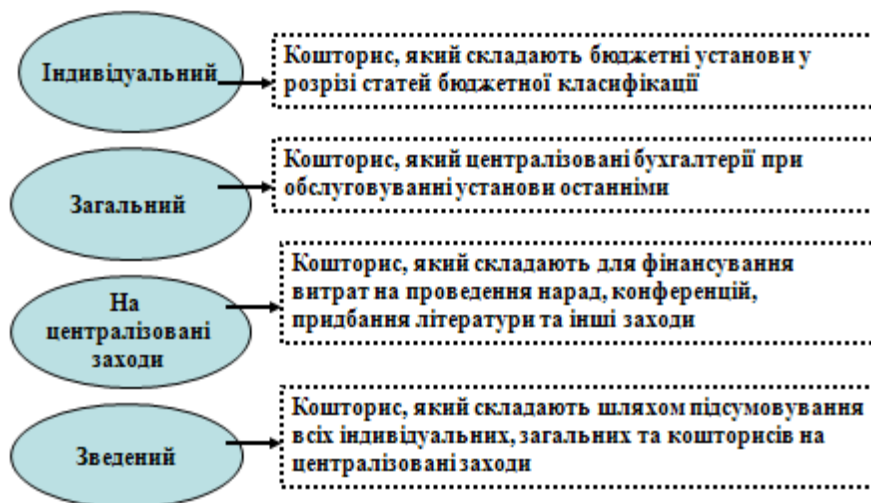 Індивідуальний
Кошторис, який складають бюджетні установи у
розрізі статей бюджетної класифікації
Загальний
Кошторис, який централізовані бухгалтерії при
обслуговуванні установи останніми
На
централізовані
заходи
Кошторис, який складають для фінансування
витрат на проведення нарад, конференцій,
придбання літератури та інші заходи
Зведений
Кошторис, який складають шляхом підсумовування
всіх індивідуальних, загальних та кошторисів на
централізовані заходи